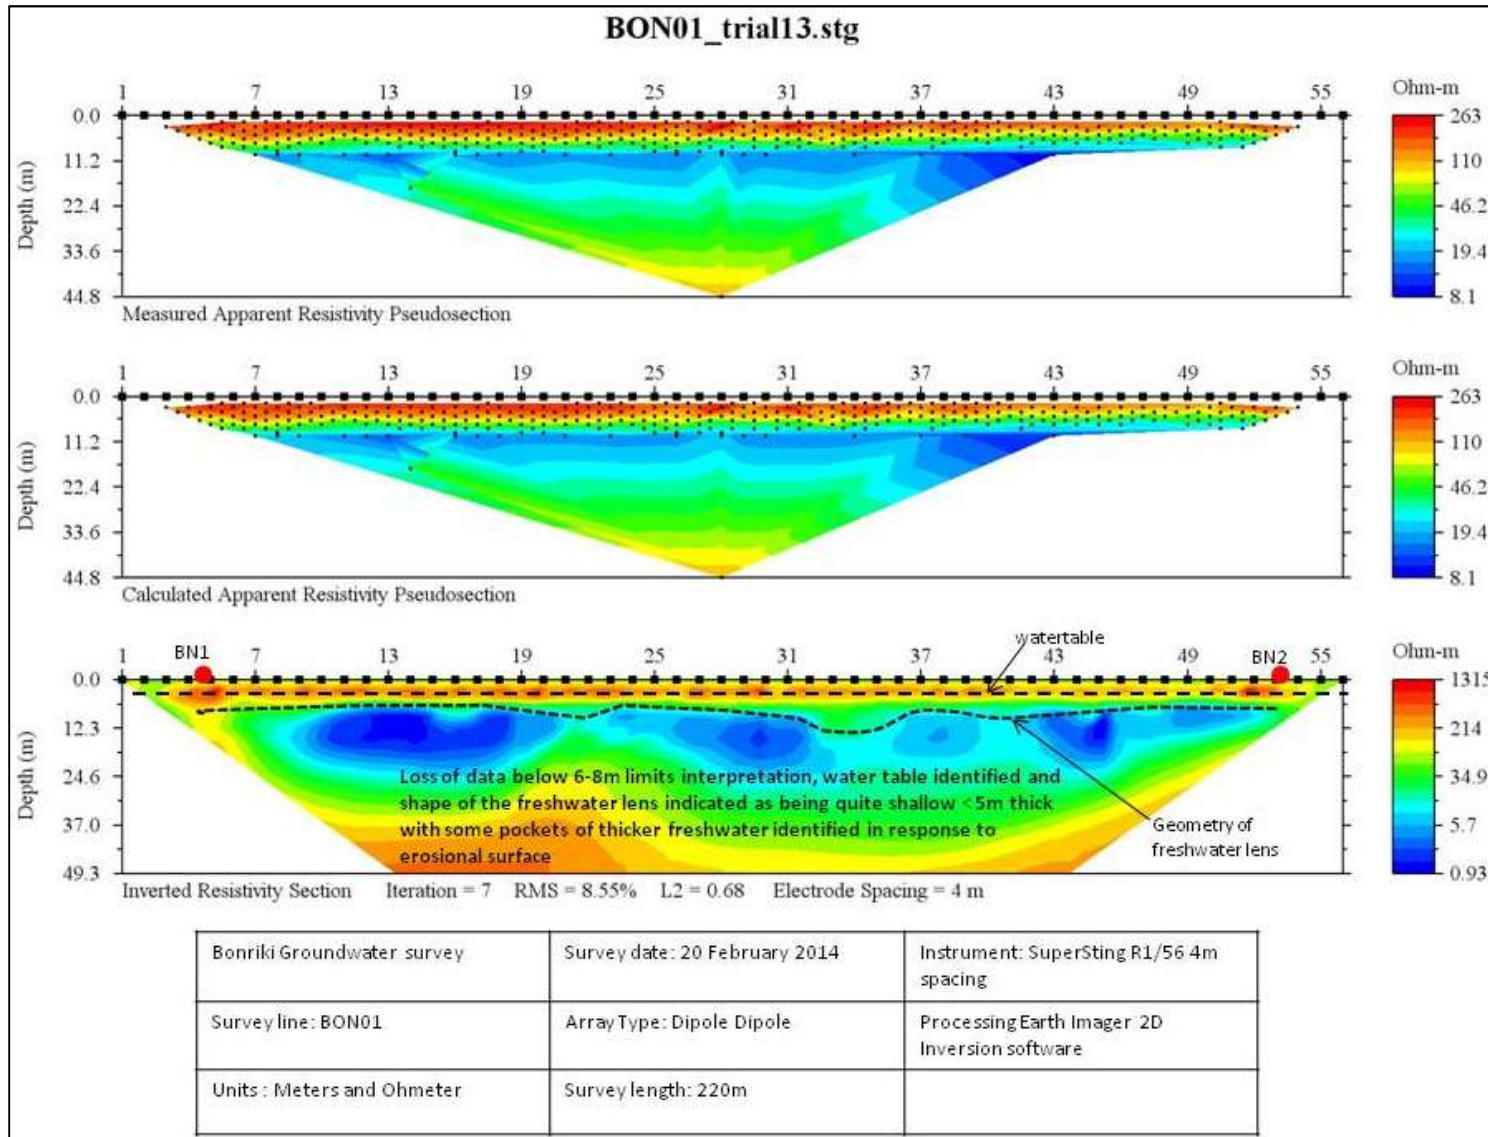 BON01_trial13.stg
1 7 13 19 25 31 37 43 49 55
Ohm-m
Depth (m)
0.0
11.2
22.4
33.6
44.8
263
110
46.2
19.4
8.1
Measured Apparent Resistivity Pseudosection
1 7 13 19 25 31 37 43 49 55
Ohm-m
Depth (m)
0.0
11.2
22.4
33.6
44.8
263
110
46.2
19.4
8.1
Calculated Apparent Resistivity Pseudosection
watertable
1 BN1 7 13 19 25 31 37 43 49 BN2 55
Ohm-m
Depth (m)
0.0
12.3
24.6
37.0
49.3
1315
214
34.9
5.7
0.93
Loss of data below 6-8m limits interpretation, water table identified and
shape of the freshwater lens indicated as being quite shallow <5m thick
with some pockets of thicker freshwater identified in response to
erosional surface
Geometry of
freshwater lens
Inverted Resistivity Section Iteration = 7 RMS = 8.55% L2 = 0.68 Electrode Spacing = 4 m
Bonriki Groundwater survey
Survey date: 20 February 2014
Instrument: SuperSting R1/56 4m
spacing
Survey line: BON01
Array Type: Dipole Dipole
Processing Earth Imager 2D
Inversion software
Units : Meters and Ohmeter
Survey length: 220m